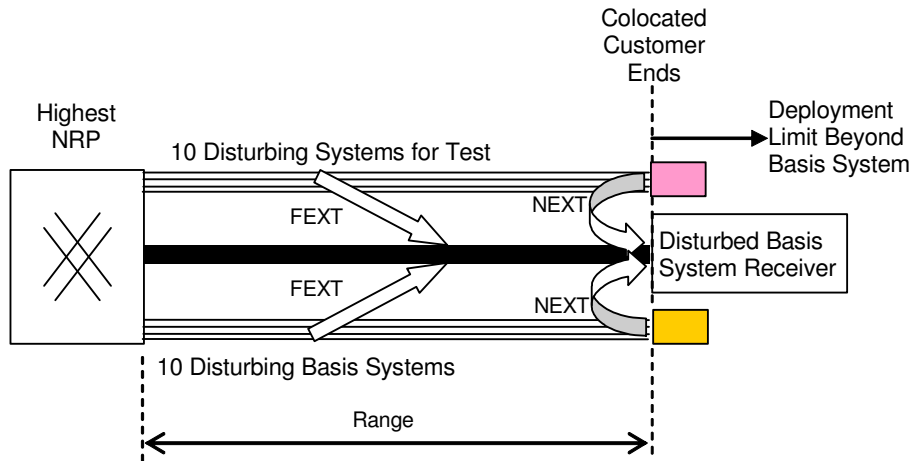 Colocated
Customer
Ends
Highest
NRP
Deployment
Limit Beyond
Basis System
10 Disturbing Systems for Test
FEXT
NEXT
Disturbed Basis
System Receiver
FEXT
NEXT
10 Disturbing Basis Systems
Range